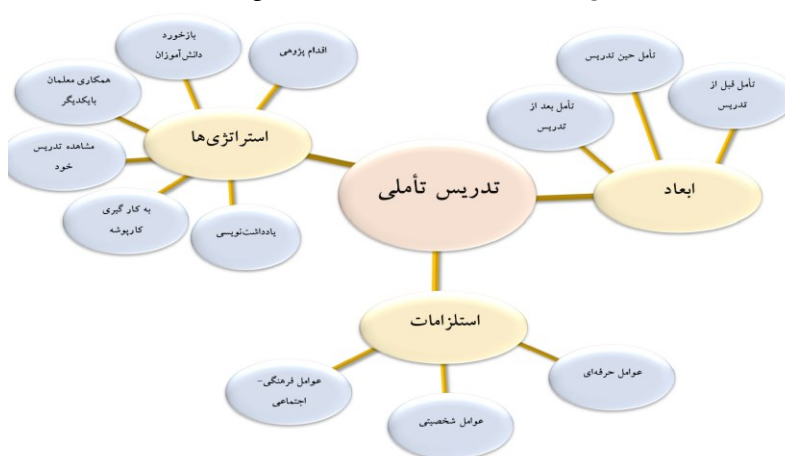 تدریس تأملی
ابعاد
تأمل قبل از
تدریس
تأمل حین تدریس
تأمل بعد از
تدریس
استراتژی‌ها
اقدام پژوهی
بازخورد
دانش‌آموزان
همکاری معلمان
بایکدیگر
مشاهده تدریس
خود
به کار گیری
کارپوشه
یادداشت‌نویسی
استلزامات
عوامل حرفه‌ای
عوامل شخصیتی
عوامل فرهنگی-
اجتماعی